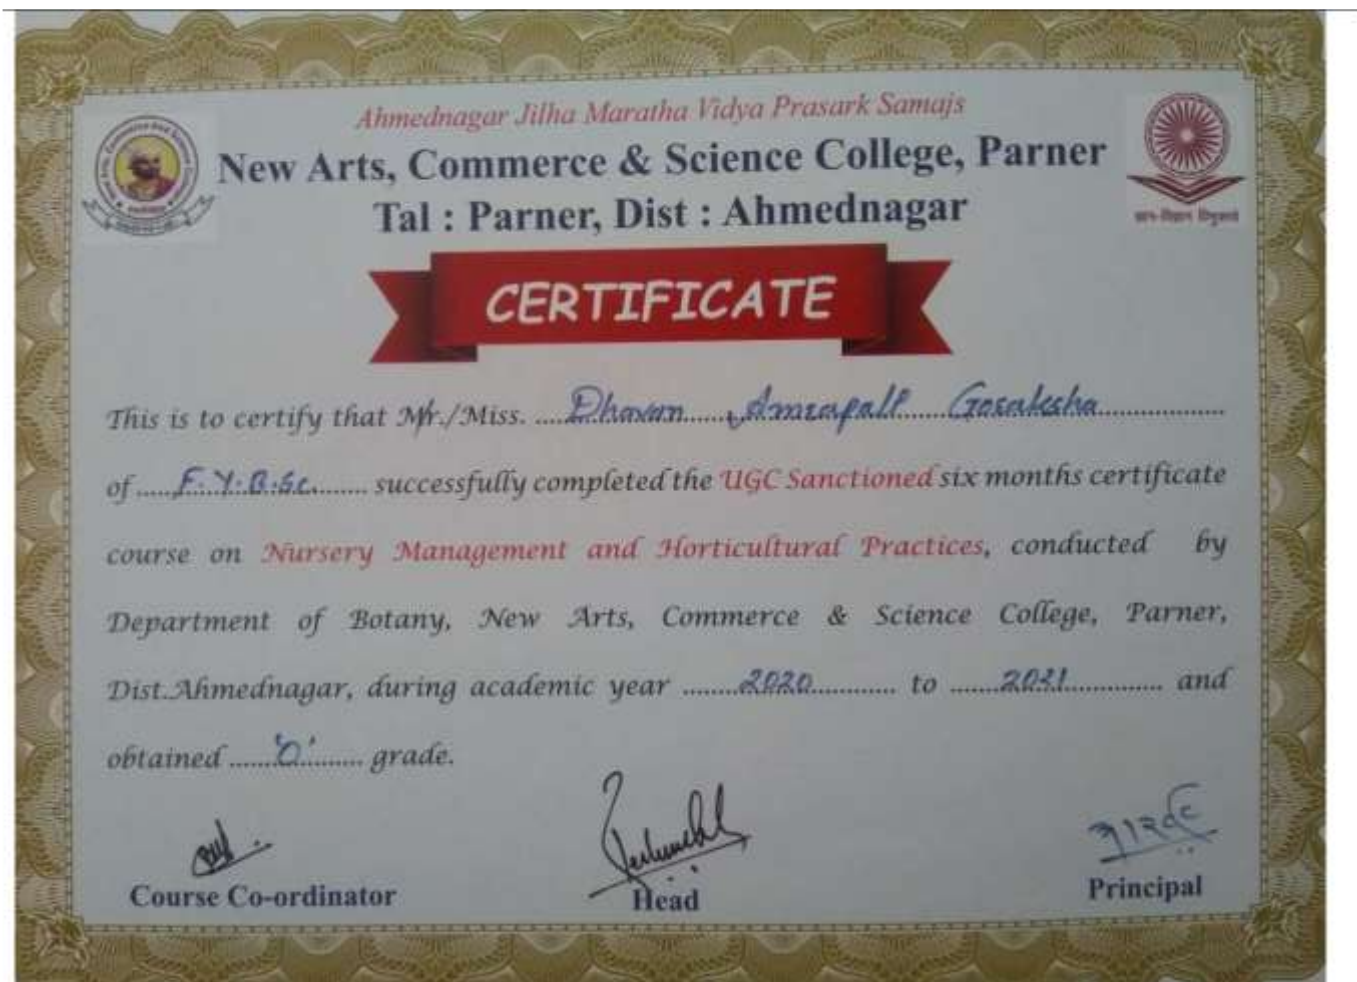 Ahmednagar Jilha Maratha Vidya Prasark Samajs
New Arts, Commerce & Science College, Parner
Tal : Parner, Dist : Ahmednagar
ज्ञान-विज्ञान विमुक्तये
CERTIFICATE
This is to certify that Mr./Miss. Dhavan Amrapali Goraksha
of F.Y.B.Sc. successfully completed the UGC Sanctioned six months certificate
course on Nursery Management and Horticultural Practices, conducted by
Department of Botany, New Arts, Commerce & Science College, Parner,
Dist.Ahmednagar, during academic year 2020 to 2021 and
obtained 'O' grade.
Course Co-ordinator
Head
Principal